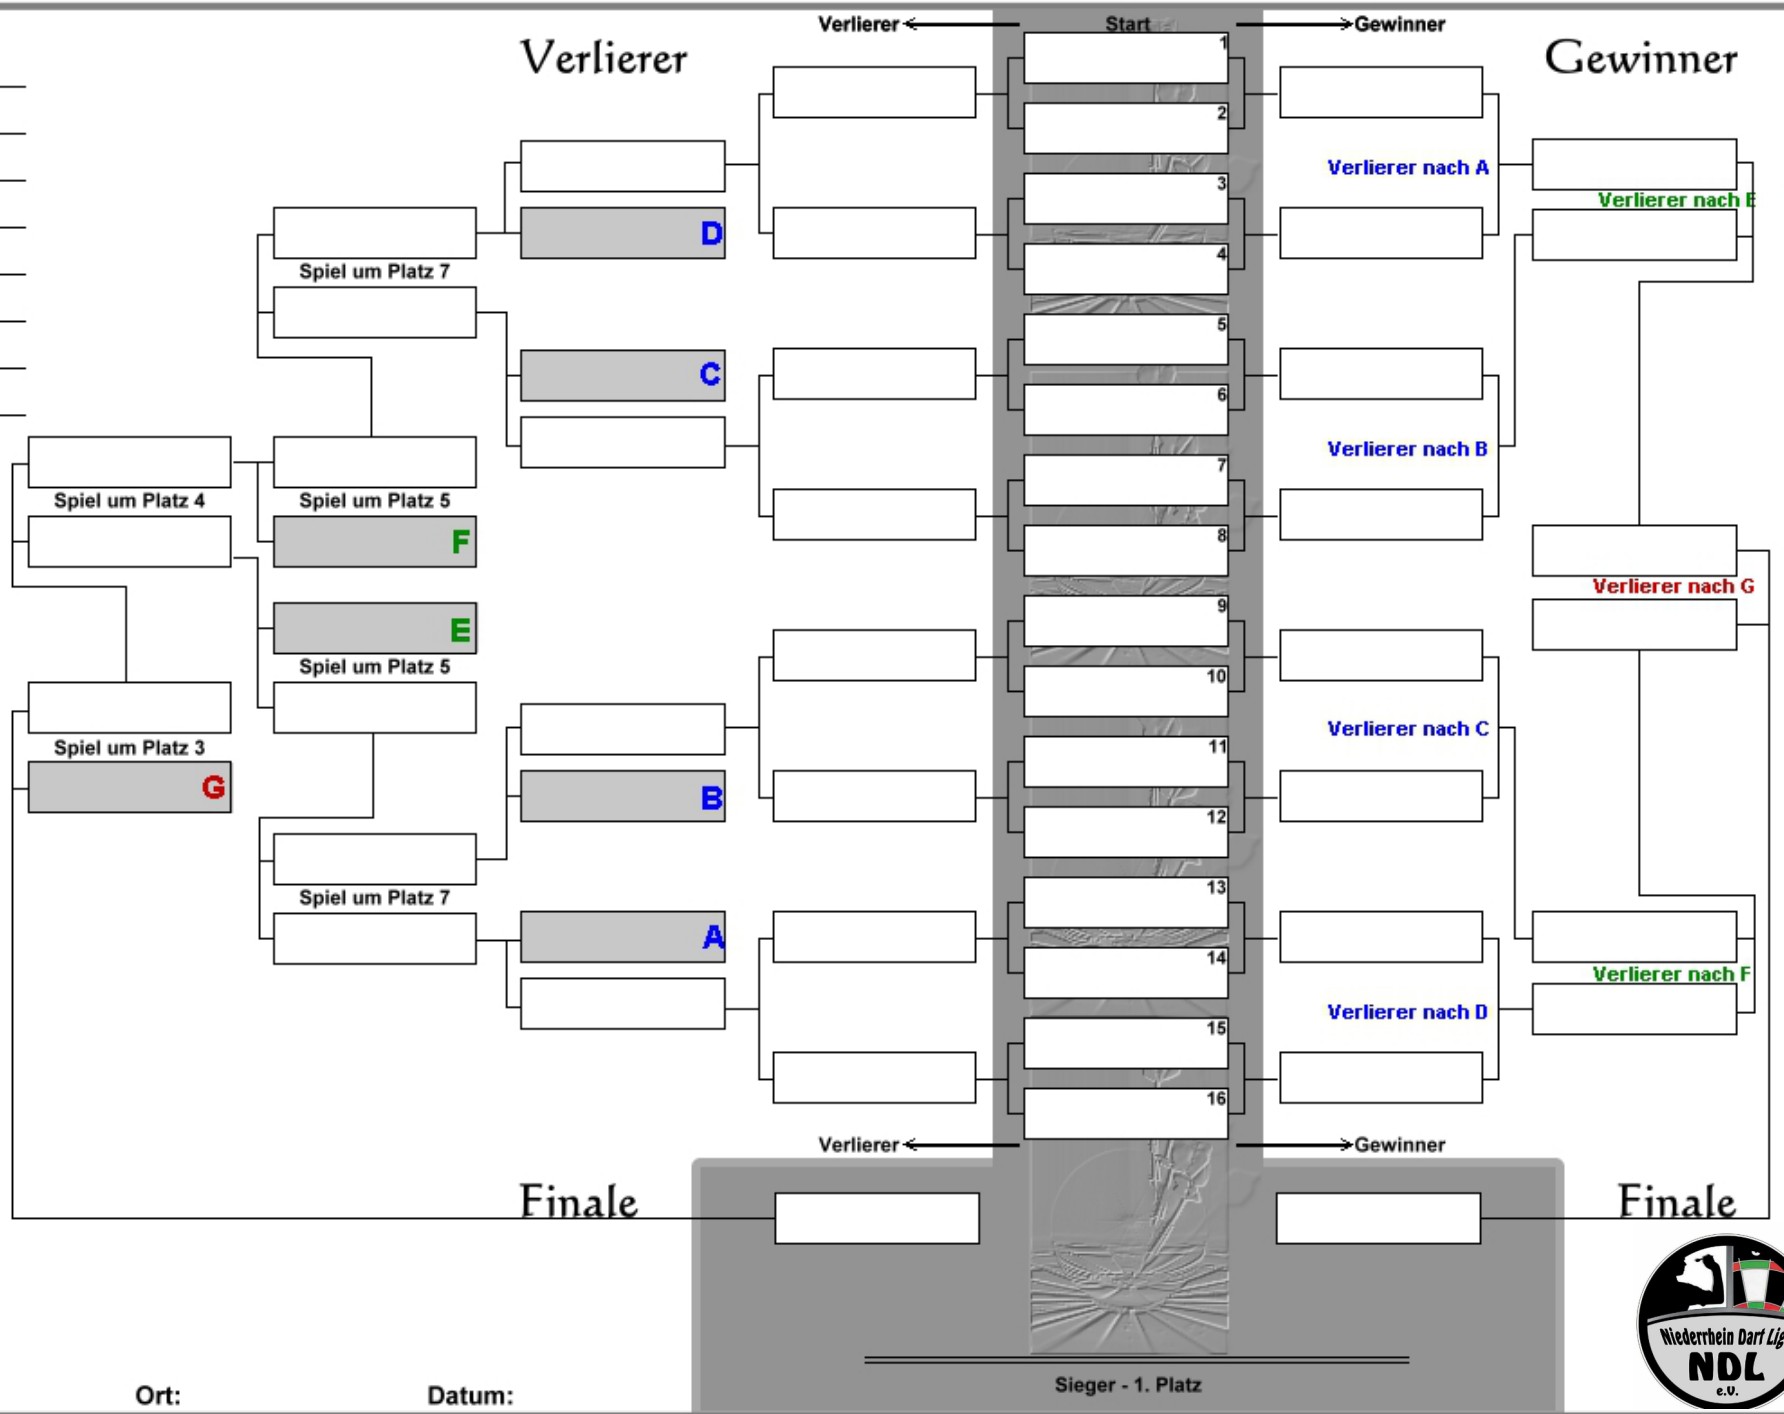 Verlierer Start Gewinner
Verlierer Gewinner
1
2
Verlierer nach A
3
Verlierer nach E
D
4
Spiel um Platz 7
5
C
6
Verlierer nach B
7
Spiel um Platz 4 Spiel um Platz 5
8
F
Verlierer nach G
9
E
Spiel um Platz 5
10
Verlierer nach C
11
Spiel um Platz 3
G
B
12
13
Spiel um Platz 7
A
14
Verlierer nach F
Verlierer nach D
15
16
Verlierer Gewinner
Finale Finale
Niederrhein Dart Lig
NDL
e.V.
Sieger - 1. Platz
Ort: Datum: